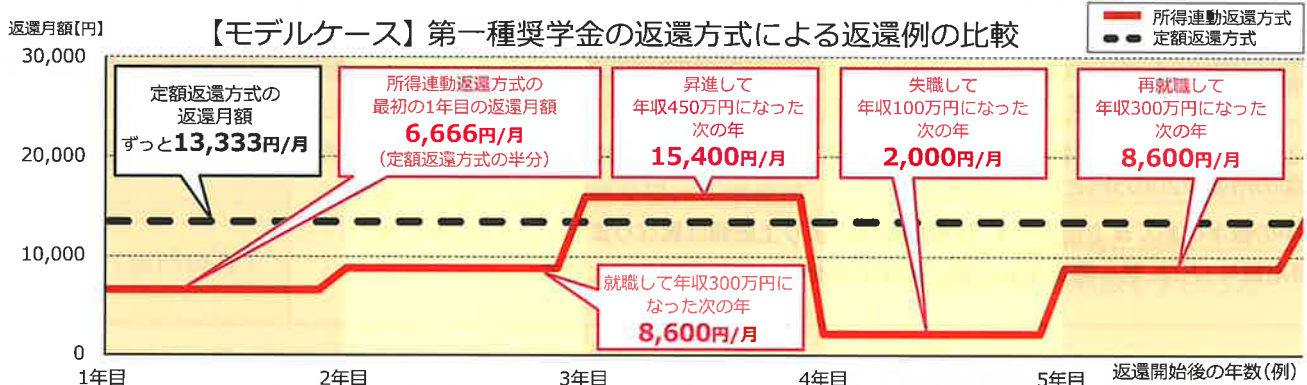 返還月額[円]
【モデルケース】第一種奨学金の返還方式による返還例の比較
所得連動返還方式
定額返還方式
30,000
20,000
10,000
0
定額返還方式の
返還月額
ずっと13,333円/月
所得連動返還方式の
最初の1年目の返還月額
6,666円/月
(定額返還方式の半分)
就職して年収300万円に
なった次の年
8,600円/月
昇進して
年収450万円になった
次の年
15,400円/月
失職して
年収100万円になった
次の年
2,000円/月
再就職して
年収300万円になった
次の年
8,600円/月
1年目
2年目
3年目
4年目
5年目
返還開始後の年数(例)